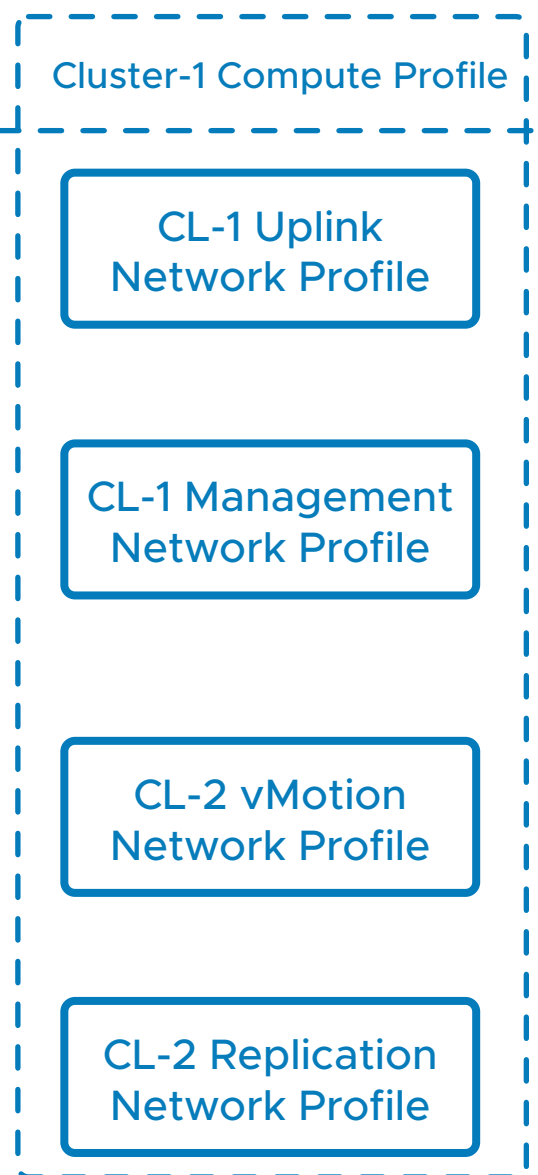 Cluster-1 Compute Profile
CL-1 Uplink
Network Profile
CL-1 Management
Network Profile
CL-2 vMotion
Network Profile
CL-2 Replication
Network Profile